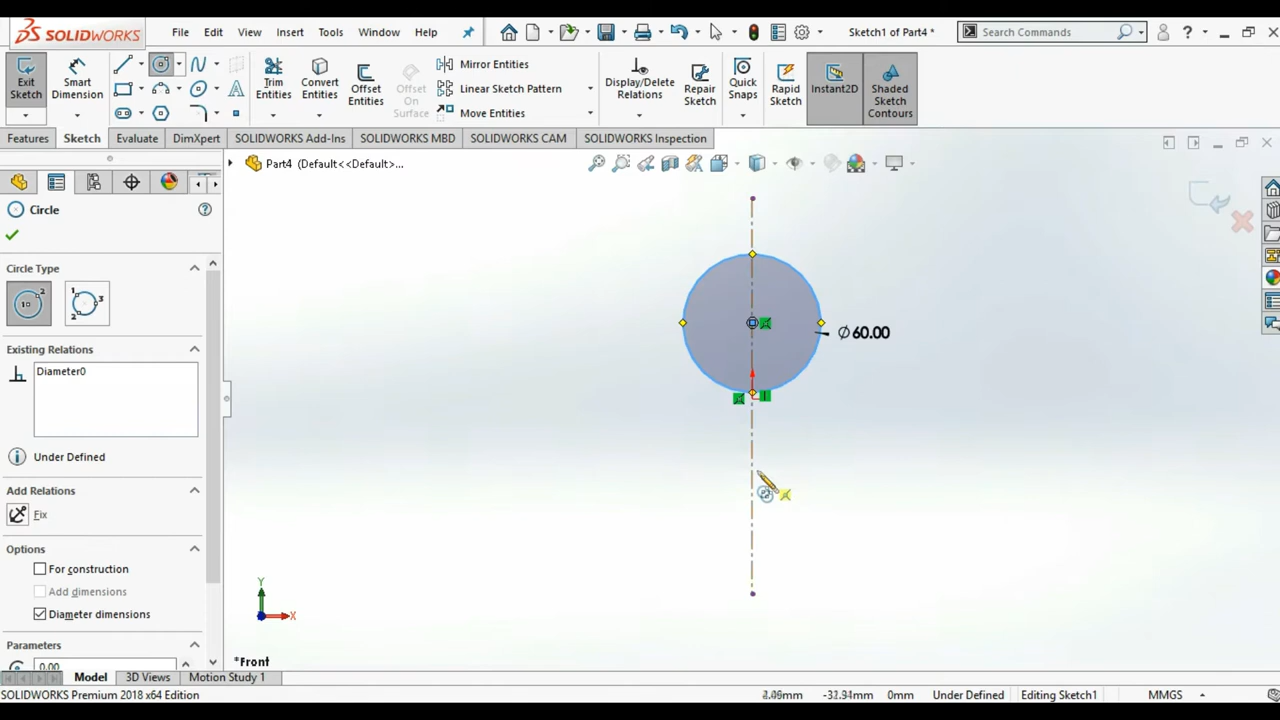 SOLIDWORKS
File Edit View Insert Tools Window Help
Sketch1 of Part4 *
Search Commands
Exit Sketch
Smart Dimension
Trim Entities
Convert Entities
Offset Entities
Offset On Surface
Mirror Entities
Linear Sketch Pattern
Move Entities
Display/Delete Relations
Repair Sketch
Quick Snaps
Rapid Sketch
Instant2D
Shaded Sketch Contours
Features Sketch Evaluate DimXpert SOLIDWORKS Add-Ins SOLIDWORKS MBD SOLIDWORKS CAM SOLIDWORKS Inspection
Part4 (Default<<Default>...
Circle
Circle Type
Existing Relations
Diameter0
Under Defined
Add Relations
Fix
Options
For construction
Add dimensions
Diameter dimensions
Parameters
0.00
∅60.00
Y
X
*Front
Model 3D Views Motion Study 1
SOLIDWORKS Premium 2018 x64 Edition
-32.94mm 0mm Under Defined Editing Sketch1 MMGS